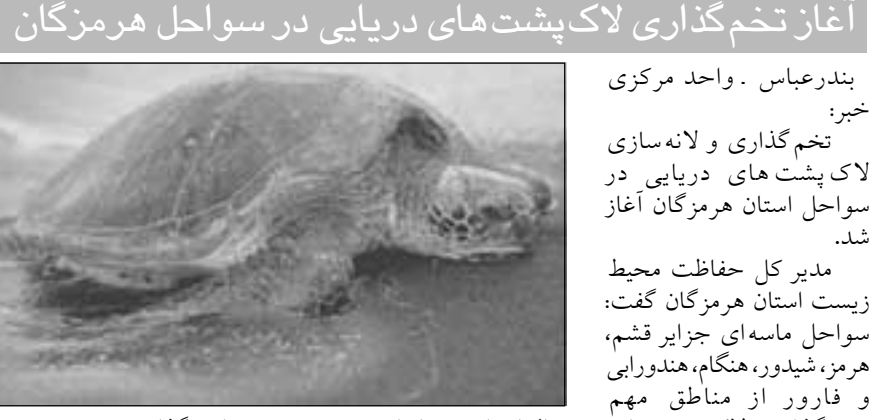 آغاز تخم‌گذاری لاک‌پشت‌های دریایی در سواحل هرمزگان
بندرعباس - واحد مرکزی
خبر:
تخم‌گذاری و لانه‌سازی
لاک‌پشت‌های دریایی در
سواحل استان هرمزگان آغاز
شد.
مدیر کل حفاظت محیط
زیست استان هرمزگان گفت:
سواحل ماسه‌ای جزایر قشم،
هرمز، شیدور، هنگام، هندورابی
و فارور از مناطق مهم